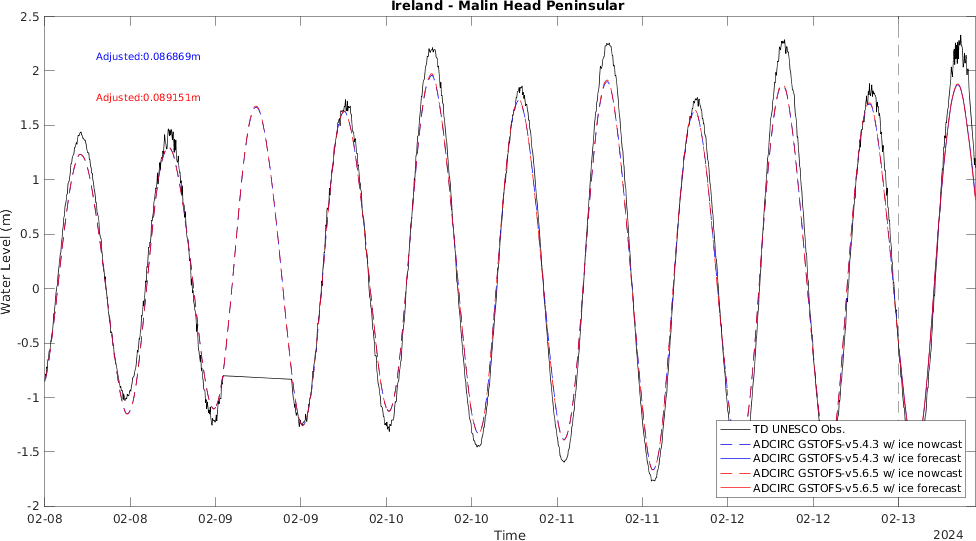 Ireland - Malin Head Peninsular
2.5
2
1.5
1
0.5
0
-0.5
-1
-1.5
-2
Water Level (m)
Adjusted:0.086869m
Adjusted:0.089151m
TD UNESCO Obs.
ADCIRC GSTOFS-v5.4.3 w/ ice nowcast
ADCIRC GSTOFS-v5.4.3 w/ ice forecast
ADCIRC GSTOFS-v5.6.5 w/ ice nowcast
ADCIRC GSTOFS-v5.6.5 w/ ice forecast
02-08 02-08 02-09 02-09 02-10 02-10 02-11 02-11 02-12 02-12 02-13
Time
2024